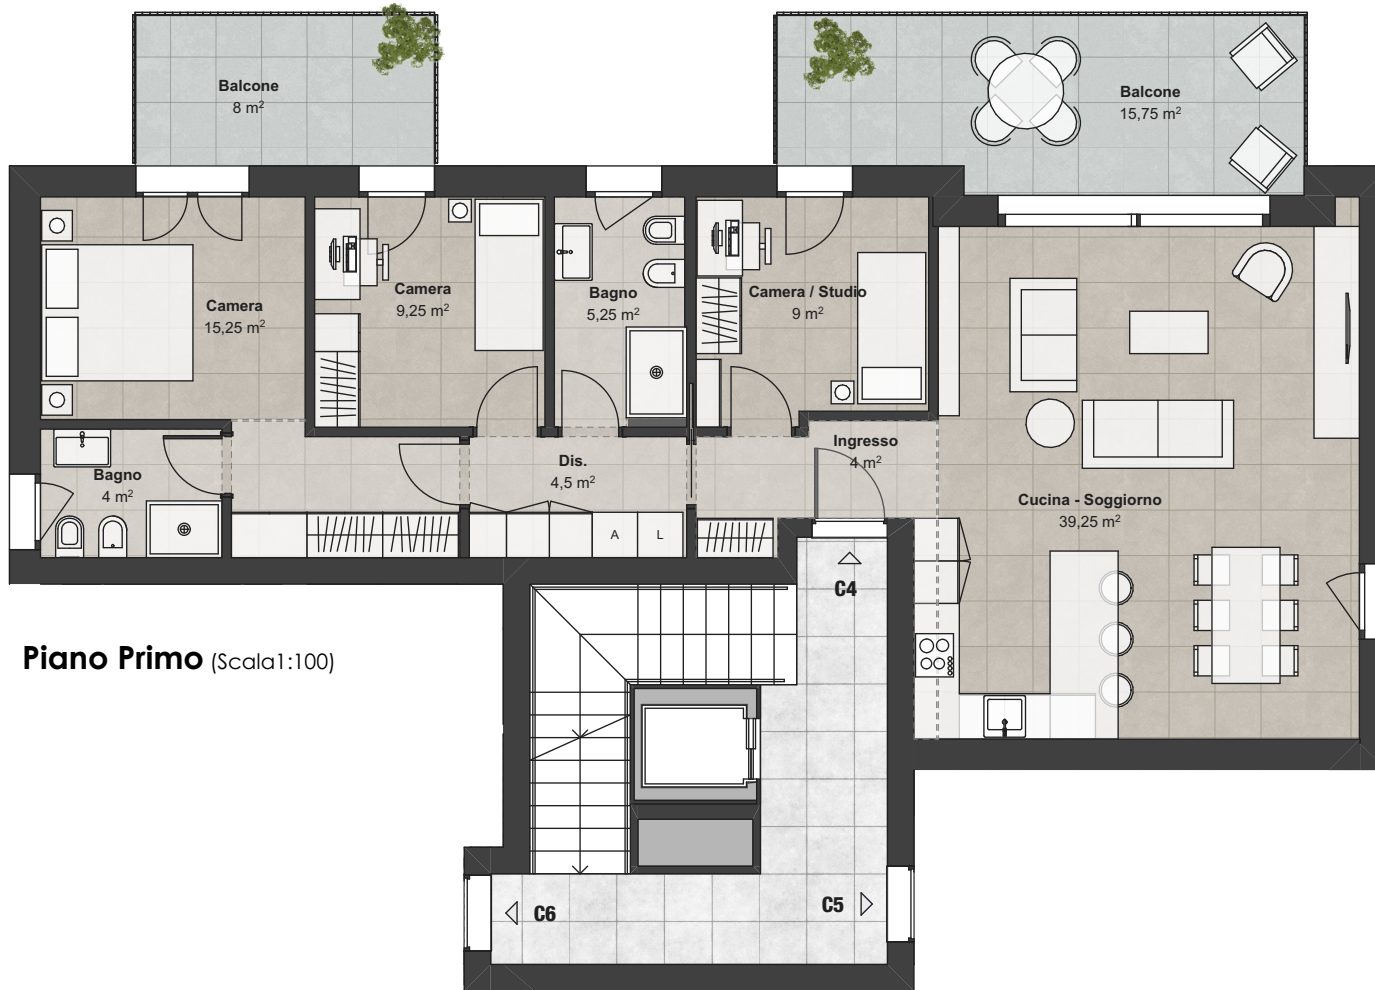 Balcone
8 m²
Balcone
15,75 m²
Camera
15,25 m²
Camera
9,25 m²
Bagno
5,25 m²
Camera / Studio
9 m²
Bagno
4 m²
Dis.
4,5 m²
Ingresso
4 m²
Cucina - Soggiorno
39,25 m²
A
L
C4
Piano Primo (Scala1:100)
C6
C5